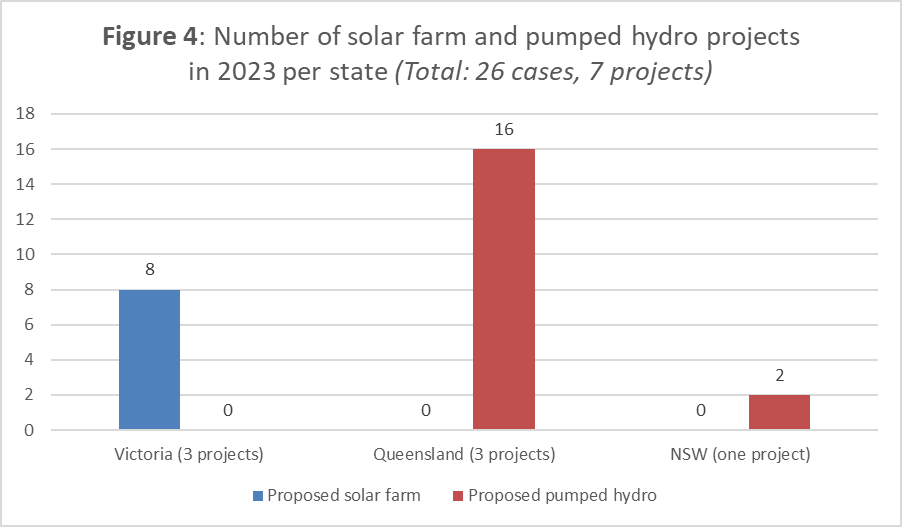 Figure 4: Number of solar farm and pumped hydro projects
in 2023 per state (Total: 26 cases, 7 projects)
18
16
14
12
10
8
6
4
2
0
8
0
0
16
0
2
Victoria (3 projects)
Queensland (3 projects)
NSW (one project)
Proposed solar farm
Proposed pumped hydro